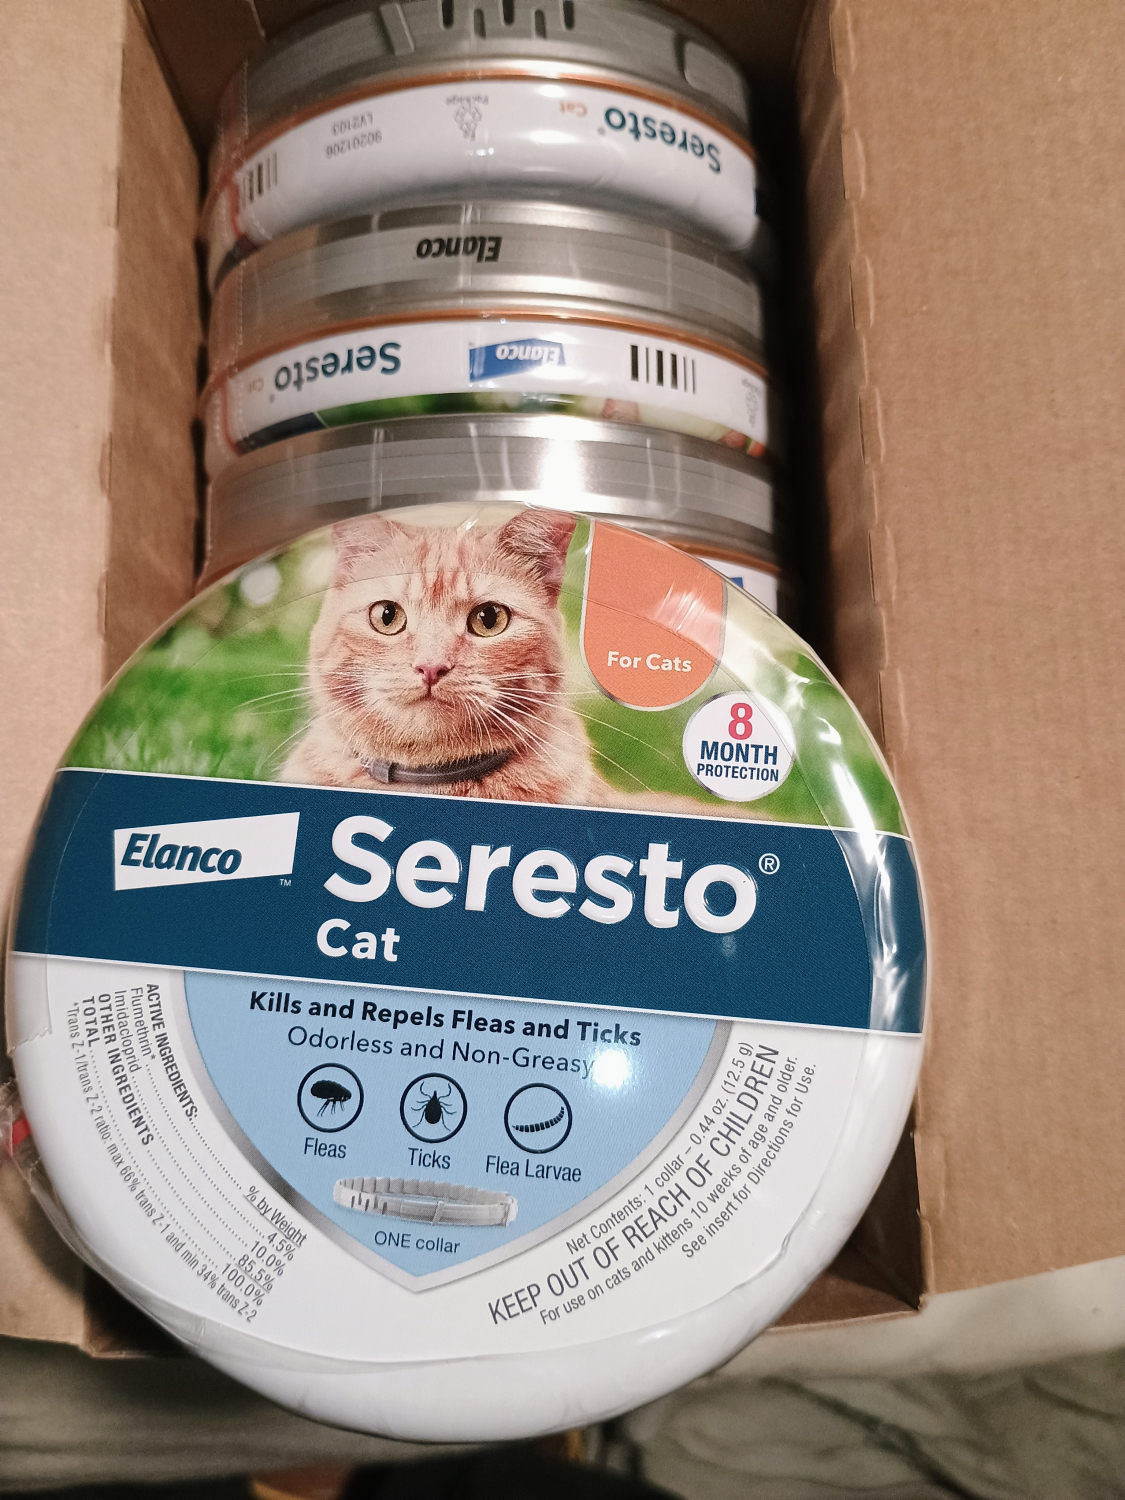 Seresto®
Cat
Package
90201206
LV2103
Elanco
Seresto®
Cat
Elanco
For Cats
8
MONTH
PROTECTION
Elanco™
Seresto®
Cat
Kills and Repels Fleas and Ticks
Odorless and Non-Greasy
Fleas
Ticks
Flea Larvae
ONE collar
ACTIVE INGREDIENTS: % by Weight
Flumethrin* 4.5%
Imidacloprid 10.0%
OTHER INGREDIENTS 85.5%
TOTAL 100.0%
*Trans Z-1/trans Z-2 ratio: max 66% trans Z-1 and min 34% trans Z-2
Net Contents: 1 collar – 0.44 oz. (12.5 g)
KEEP OUT OF REACH OF CHILDREN
For use on cats and kittens 10 weeks of age and older.
See insert for Directions for Use.